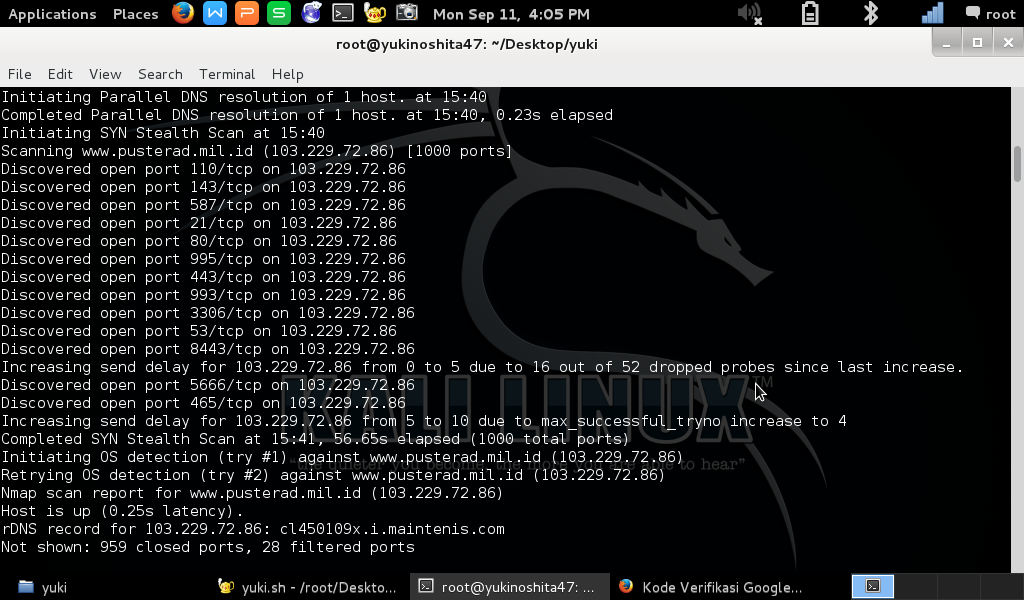 Applications Places Mon Sep 11, 4:05 PM root
root@yukinoshita47: ~/Desktop/yuki
File Edit View Search Terminal Help
Initiating Parallel DNS resolution of 1 host. at 15:40
Completed Parallel DNS resolution of 1 host. at 15:40, 0.23s elapsed
Initiating SYN Stealth Scan at 15:40
Scanning www.pusterad.mil.id (103.229.72.86) [1000 ports]
Discovered open port 110/tcp on 103.229.72.86
Discovered open port 143/tcp on 103.229.72.86
Discovered open port 587/tcp on 103.229.72.86
Discovered open port 21/tcp on 103.229.72.86
Discovered open port 80/tcp on 103.229.72.86
Discovered open port 995/tcp on 103.229.72.86
Discovered open port 443/tcp on 103.229.72.86
Discovered open port 993/tcp on 103.229.72.86
Discovered open port 3306/tcp on 103.229.72.86
Discovered open port 53/tcp on 103.229.72.86
Discovered open port 8443/tcp on 103.229.72.86
Increasing send delay for 103.229.72.86 from 0 to 5 due to 16 out of 52 dropped probes since last increase.
Discovered open port 5666/tcp on 103.229.72.86
Discovered open port 465/tcp on 103.229.72.86
KALI LINUX™
Increasing send delay for 103.229.72.86 from 5 to 10 due to max_successful_tryno increase to 4
Completed SYN Stealth Scan at 15:41, 56.65s elapsed (1000 total ports)
Initiating OS detection (try #1) against www.pusterad.mil.id (103.229.72.86)
"the quieter you become, the more you are able to hear"
Retrying OS detection (try #2) against www.pusterad.mil.id (103.229.72.86)
Nmap scan report for www.pusterad.mil.id (103.229.72.86)
Host is up (0.25s latency).
rDNS record for 103.229.72.86: cl450109x.i.maintenis.com
Not shown: 959 closed ports, 28 filtered ports
yuki yuki.sh - /root/Deskto... root@yukinoshita47: ... Kode Verifikasi Google...